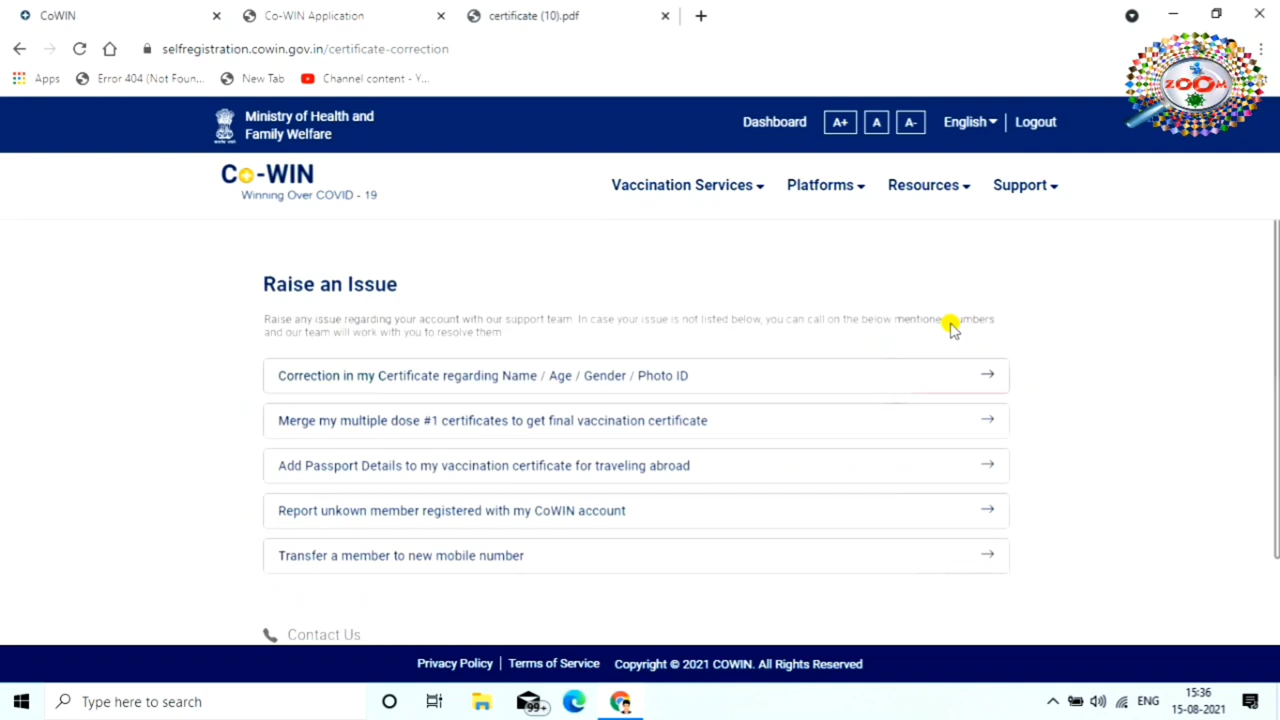 CoWIN
Co-WIN Application
certificate (10).pdf
selfregistration.cowin.gov.in/certificate-correction
Apps
Error 404 (Not Foun...
New Tab
Channel content - Y...
ZOOM
Ministry of Health and
Family Welfare
Dashboard
A+
A
A-
English
Logout
Co-WIN
Winning Over COVID - 19
Vaccination Services
Platforms
Resources
Support
Raise an Issue
Raise any issue regarding your account with our support team. In case your issue is not listed below, you can call on the below mentioned numbers
and our team will work with you to resolve them
Correction in my Certificate regarding Name / Age / Gender / Photo ID
Merge my multiple dose #1 certificates to get final vaccination certificate
Add Passport Details to my vaccination certificate for traveling abroad
Report unkown member registered with my CoWIN account
Transfer a member to new mobile number
Contact Us
Privacy Policy | Terms of Service Copyright © 2021 COWIN. All Rights Reserved
Type here to search
99+
ENG
15:36
15-08-2021